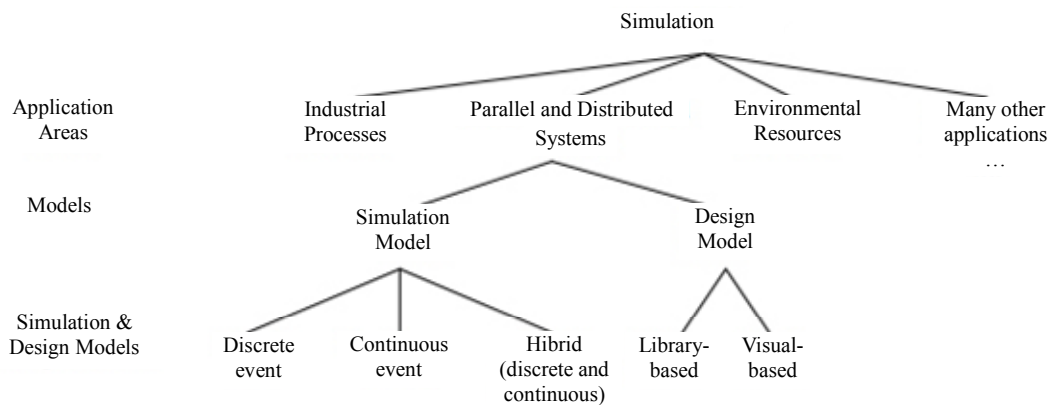 Simulation
Application
Areas
Industrial
Processes
Parallel and Distributed
Systems
Environmental
Resources
Many other
applications
…
Models
Simulation
Model
Design
Model
Simulation &
Design Models
Discrete
event
Continuous
event
Hibrid
(discrete and
continuous)
Library-
based
Visual-
based